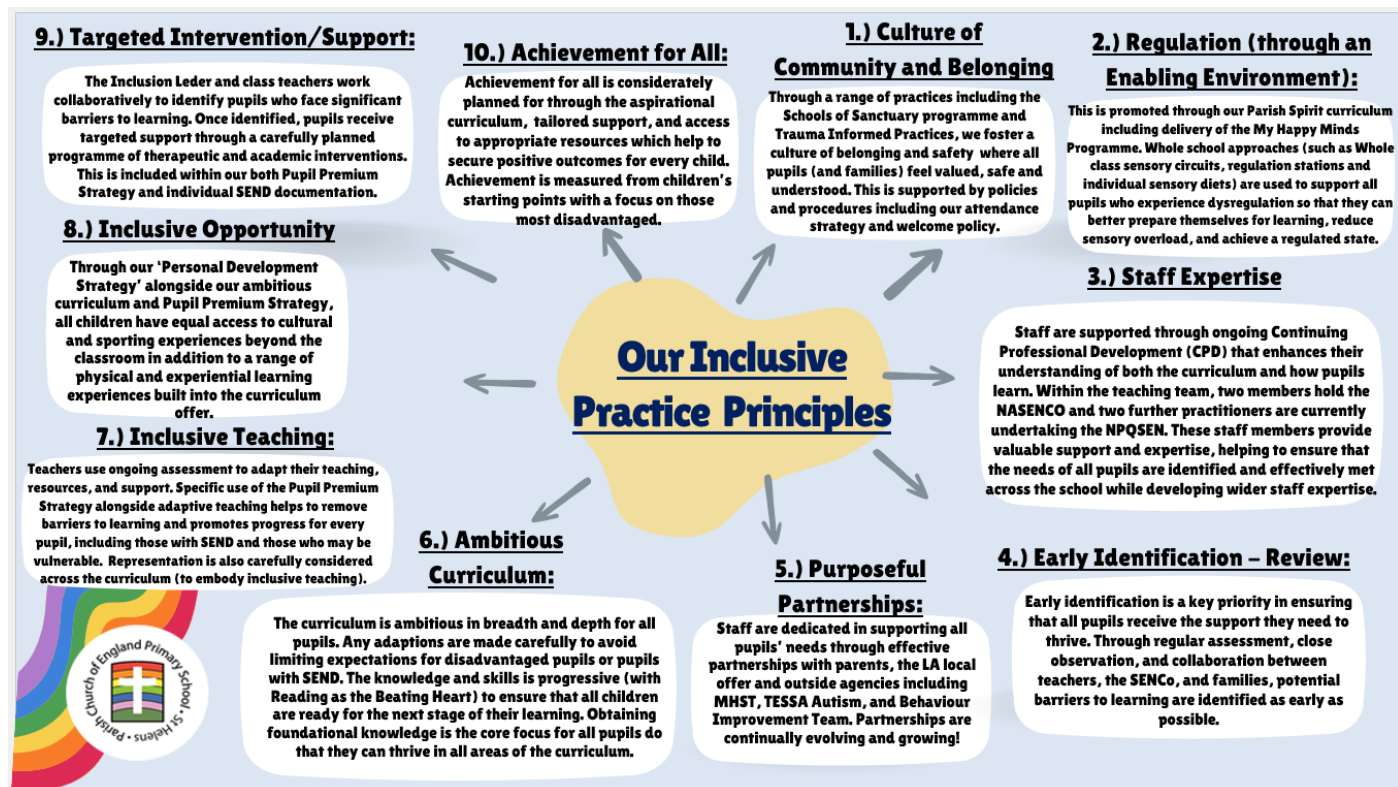 Our Inclusive
Practice Principles
1.) Culture of
Community and Belonging
Through a range of practices including the
Schools of Sanctuary programme and
Trauma Informed Practices, we foster a
culture of belonging and safety where all
pupils (and families) feel valued, safe and
understood. This is supported by policies
and procedures including our attendance
strategy and welcome policy.
2.) Regulation (through an
Enabling Environment):
This is promoted through our Parish Spirit curriculum
including delivery of the My Happy Minds
Programme. Whole school approaches (such as Whole
class sensory circuits, regulation stations and
individual sensory diets) are used to support all
pupils who experience dysregulation so that they can
better prepare themselves for learning, reduce
sensory overload, and achieve a regulated state.
3.) Staff Expertise
Staff are supported through ongoing Continuing
Professional Development (CPD) that enhances their
understanding of both the curriculum and how pupils
learn. Within the teaching team, two members hold the
NASENCO and two further practitioners are currently
undertaking the NPQSEN. These staff members provide
valuable support and expertise, helping to ensure that
the needs of all pupils are identified and effectively met
across the school while developing wider staff expertise.
4.) Early Identification – Review:
Early identification is a key priority in ensuring
that all pupils receive the support they need to
thrive. Through regular assessment, close
observation, and collaboration between
teachers, the SENCo, and families, potential
barriers to learning are identified as early as
possible.
5.) Purposeful
Partnerships:
Staff are dedicated in supporting all
pupils' needs through effective
partnerships with parents, the LA local
offer and outside agencies including
MHST, TESSA Autism, and Behaviour
Improvement Team. Partnerships are
continually evolving and growing!
6.) Ambitious
Curriculum:
The curriculum is ambitious in breadth and depth for all
pupils. Any adaptions are made carefully to avoid
limiting expectations for disadvantaged pupils or pupils
with SEND. The knowledge and skills is progressive (with
Reading as the Beating Heart) to ensure that all children
are ready for the next stage of their learning. Obtaining
foundational knowledge is the core focus for all pupils do
that they can thrive in all areas of the curriculum.
7.) Inclusive Teaching:
Teachers use ongoing assessment to adapt their teaching,
resources, and support. Specific use of the Pupil Premium
Strategy alongside adaptive teaching helps to remove
barriers to learning and promotes progress for every
pupil, including those with SEND and those who may be
vulnerable. Representation is also carefully considered
across the curriculum (to embody inclusive teaching).
8.) Inclusive Opportunity
Through our 'Personal Development
Strategy' alongside our ambitious
curriculum and Pupil Premium Strategy,
all children have equal access to cultural
and sporting experiences beyond the
classroom in addition to a range of
physical and experiential learning
experiences built into the curriculum
offer.
9.) Targeted Intervention/Support:
The Inclusion Leder and class teachers work
collaboratively to identify pupils who face significant
barriers to learning. Once identified, pupils receive
targeted support through a carefully planned
programme of therapeutic and academic interventions.
This is included within our both Pupil Premium
Strategy and individual SEND documentation.
10.) Achievement for All:
Achievement for all is considerately
planned for through the aspirational
curriculum, tailored support, and access
to appropriate resources which help to
secure positive outcomes for every child.
Achievement is measured from children's
starting points with a focus on those
most disadvantaged.
Parish Church of England Primary School • St Helens •